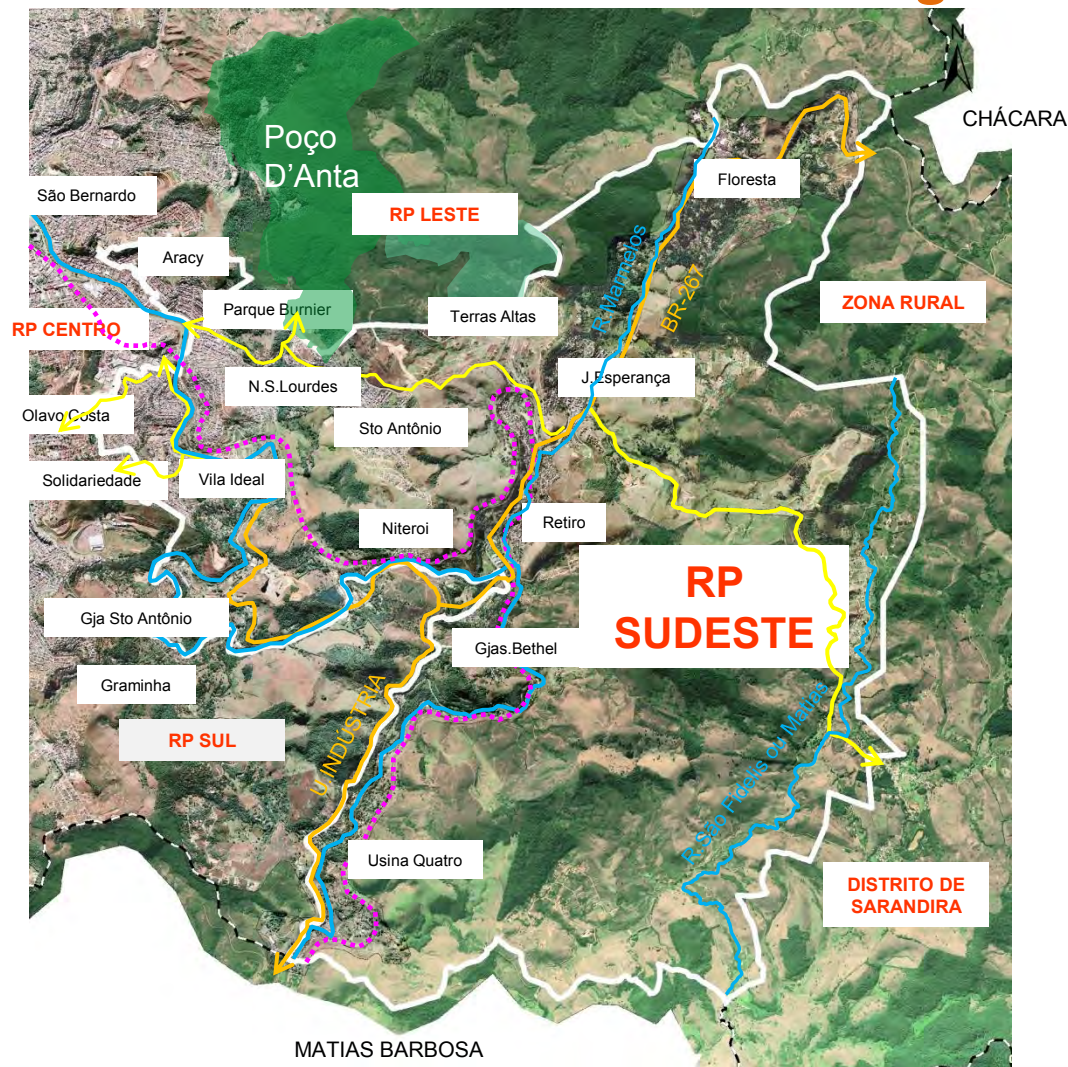 N
CHÁCARA
Poço
D'Anta
Floresta
São Bernardo
RP LESTE
Aracy
R.Marmelos
BR-267
ZONA RURAL
Parque Burnier
Terras Altas
RP CENTRO
N.S.Lourdes
J.Esperança
Olavo Costa
Sto Antônio
Solidariedade
Vila Ideal
Niteroi
Retiro
RP
SUDESTE
Gja Sto Antônio
Gjas.Bethel
Graminha
RP SUL
U.INDÚSTRIA
R.São Fidelis ou Matias
Usina Quatro
DISTRITO DE
SARANDIRA
MATIAS BARBOSA